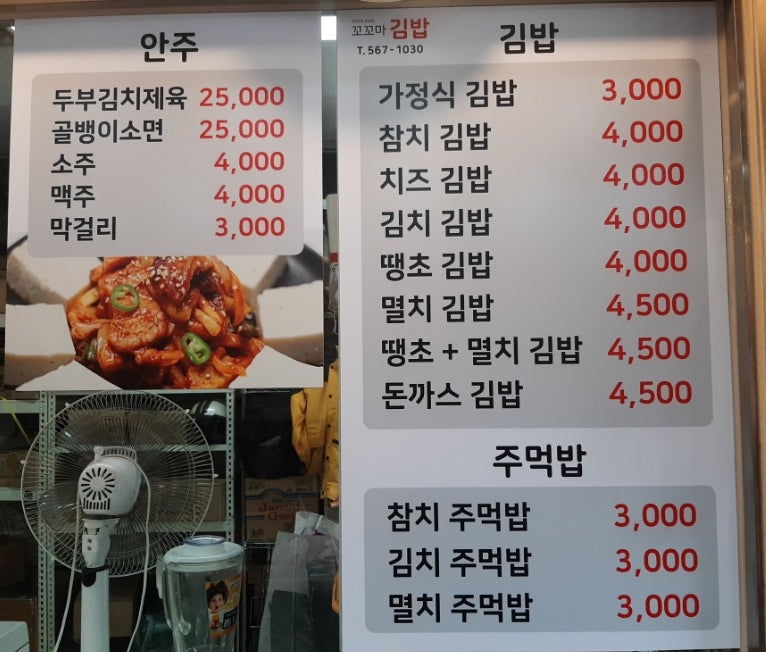 안주
두부김치제육 25,000
골뱅이소면 25,000
소주 4,000
맥주 4,000
막걸리 3,000
꼬꼬마 김밥
T. 567-1030
김밥
가정식 김밥 3,000
참치 김밥 4,000
치즈 김밥 4,000
김치 김밥 4,000
땡초 김밥 4,000
멸치 김밥 4,500
땡초 + 멸치 김밥 4,500
돈까스 김밥 4,500
주먹밥
참치 주먹밥 3,000
김치 주먹밥 3,000
멸치 주먹밥 3,000